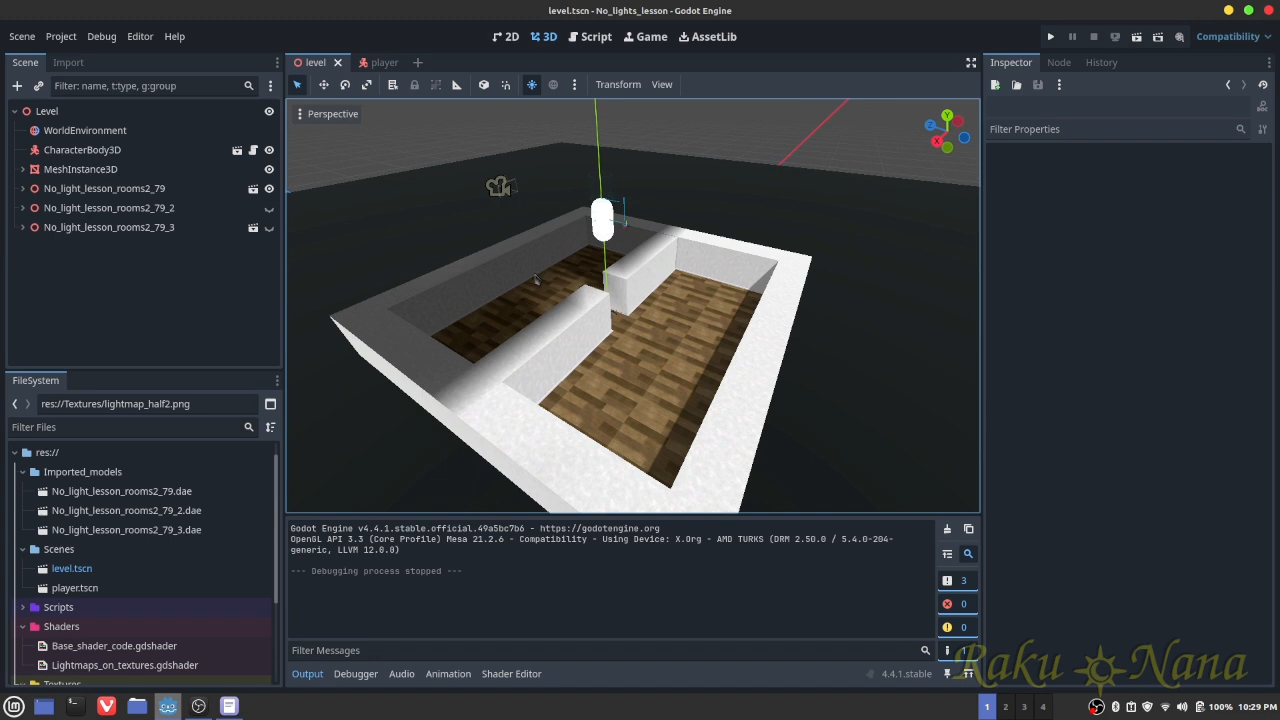 level.tscn - No_lights_lesson - Godot Engine
Scene Project Debug Editor Help
2D 3D Script Game AssetLib
Compatibility
Scene Import
Filter: name, t:type, g:group
Level
WorldEnvironment
CharacterBody3D
MeshInstance3D
No_light_lesson_rooms2_79
No_light_lesson_rooms2_79_2
No_light_lesson_rooms2_79_3
FileSystem
res://Textures/lightmap_half2.png
Filter Files
res://
Imported_models
No_light_lesson_rooms2_79.dae
No_light_lesson_rooms2_79_2.dae
No_light_lesson_rooms2_79_3.dae
Scenes
level.tscn
player.tscn
Scripts
Shaders
Base_shader_code.gdshader
Lightmaps_on_textures.gdshader
Textures
level player
Transform View
Perspective
Y
Z
X
Godot Engine v4.4.1.stable.official.49a5bc7b6 - https://godotengine.org
OpenGL API 3.3 (Core Profile) Mesa 21.2.6 - Compatibility - Using Device: X.Org - AMD TURKS (DRM 2.50.0 / 5.4.0-204-
generic, LLVM 12.0.0)
--- Debugging process stopped ---
3
0
0
1
Filter Messages
Output Debugger Audio Animation Shader Editor
4.4.1.stable
Inspector Node History
Filter Properties
Raku Nana
1 2 3 4
100% 10:29 PM